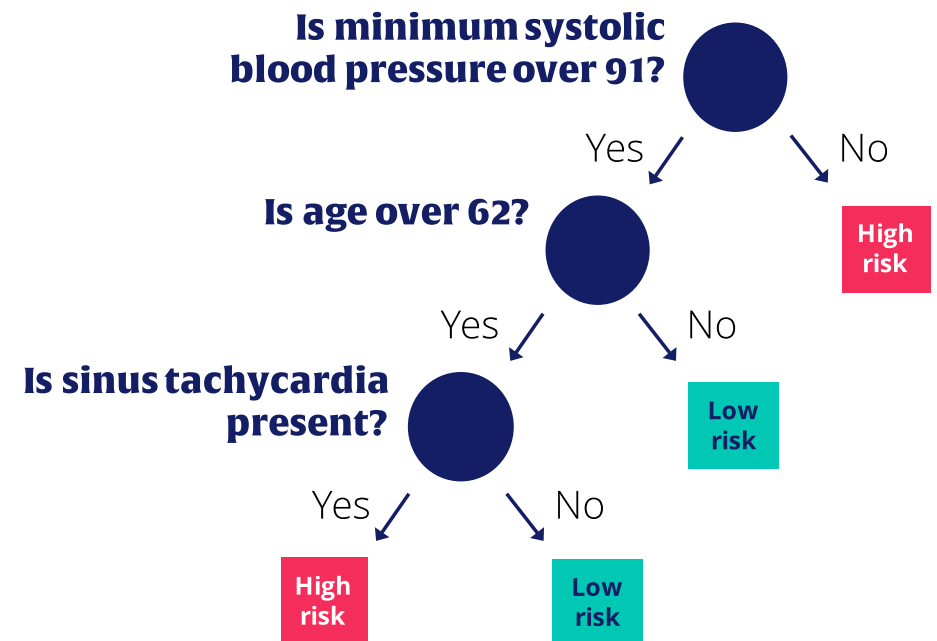 Is minimum systolic
blood pressure over 91?
Yes
No
Is age over 62?
High
risk
Yes
No
Is sinus tachycardia
present?
Low
risk
Yes
No
High
risk
Low
risk